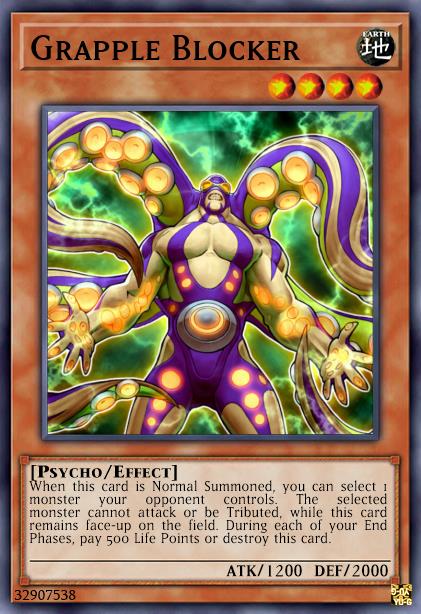 GRAPPLE BLOCKER
EARTH
地
[PSYCHO/EFFECT]
When this card is Normal Summoned, you can select 1
monster your opponent controls. The selected
monster cannot attack or be Tributed, while this card
remains face-up on the field. During each of your End
Phases, pay 500 Life Points or destroy this card.
ATK/1200 DEF/2000
32907538